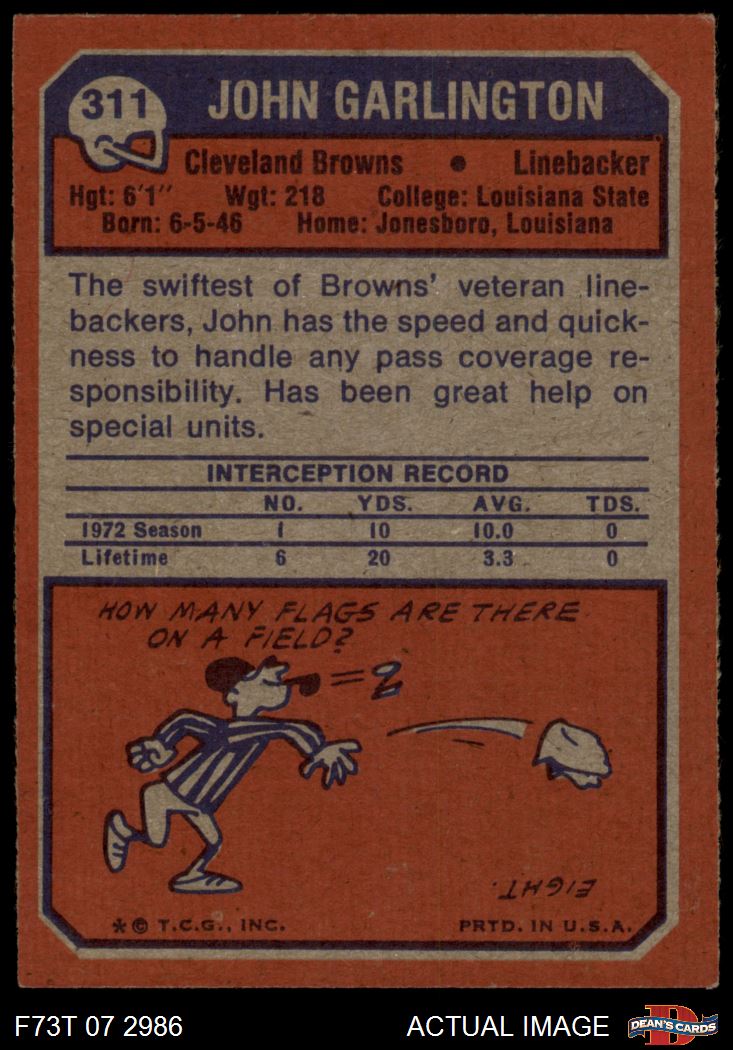 311 JOHN GARLINGTON
Cleveland Browns • Linebacker
Hgt: 6'1" Wgt: 218 College: Louisiana State
Born: 6-5-46 Home: Jonesboro, Louisiana
The swiftest of Browns' veteran line-
backers, John has the speed and quick-
ness to handle any pass coverage re-
sponsibility. Has been great help on
special units.
INTERCEPTION RECORD
NO. YDS. AVG. TDS.
1972 Season 1 10 10.0 0
Lifetime 6 20 3.3 0
HOW MANY FLAGS ARE THERE
ON A FIELD?
EIGHT.
* © T.C.G., INC. PRTD. IN U.S.A.
F73T 07 2986 ACTUAL IMAGE D DEAN'S CARDS